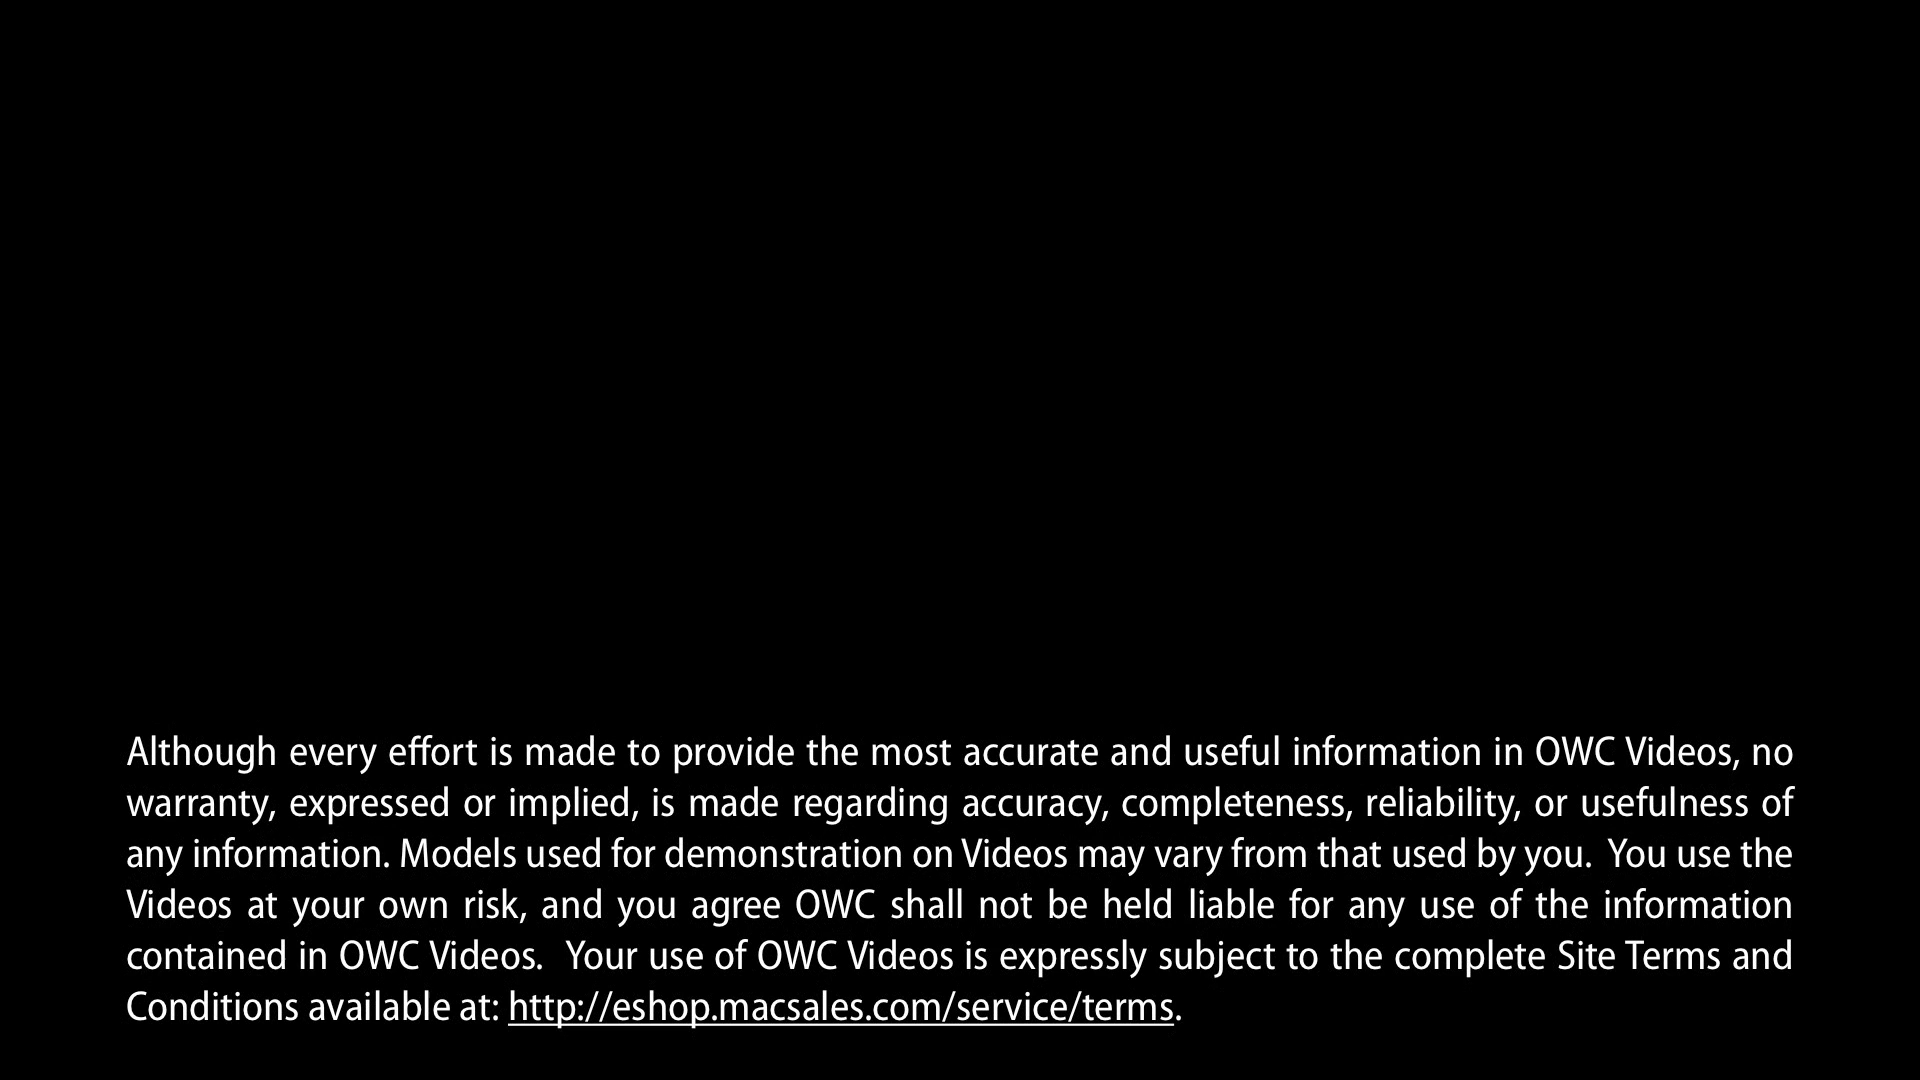 Although every effort is made to provide the most accurate and useful information in OWC Videos, no
warranty, expressed or implied, is made regarding accuracy, completeness, reliability, or usefulness of
any information. Models used for demonstration on Videos may vary from that used by you.  You use the
Videos at your own risk, and you agree OWC shall not be held liable for any use of the information
contained in OWC Videos.  Your use of OWC Videos is expressly subject to the complete Site Terms and
Conditions available at: http://eshop.macsales.com/service/terms.